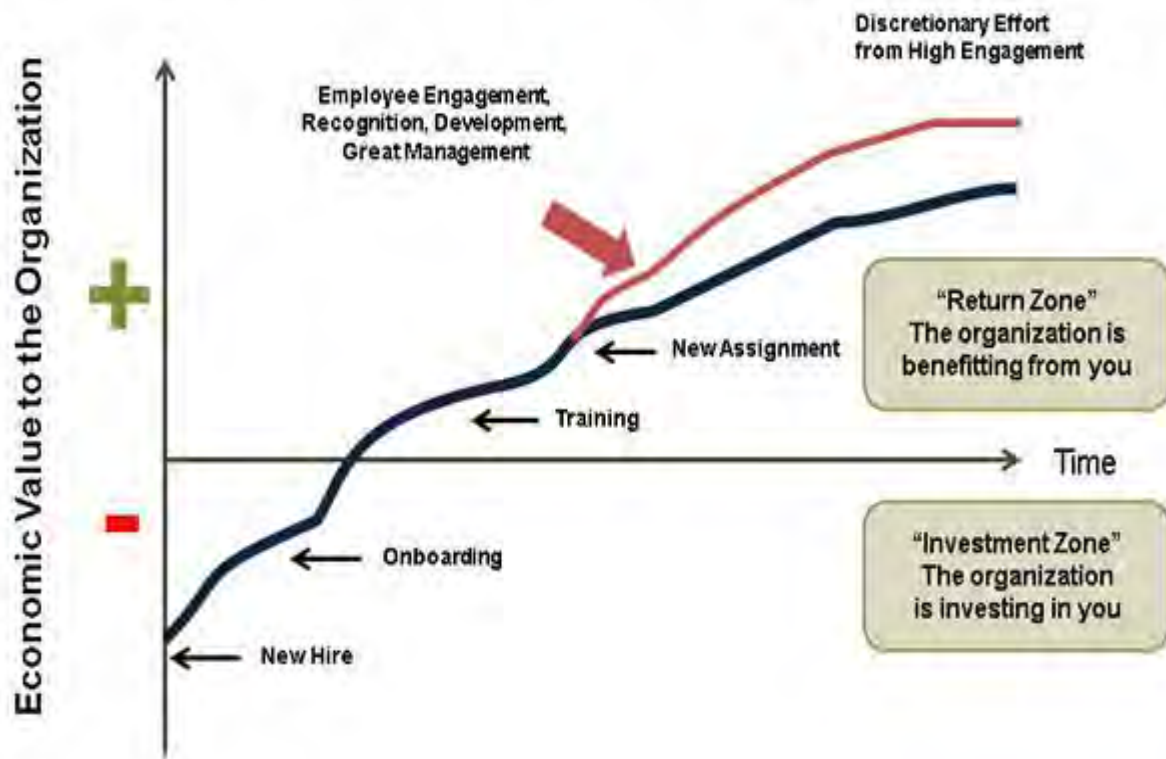 Economic Value to the Organization
Discretionary Effort
from High Engagement
Employee Engagement,
Recognition, Development,
Great Management
“Return Zone”
The organization is
benefitting from you
New Assignment
Training
Time
“Investment Zone”
The organization
is investing in you
Onboarding
New Hire